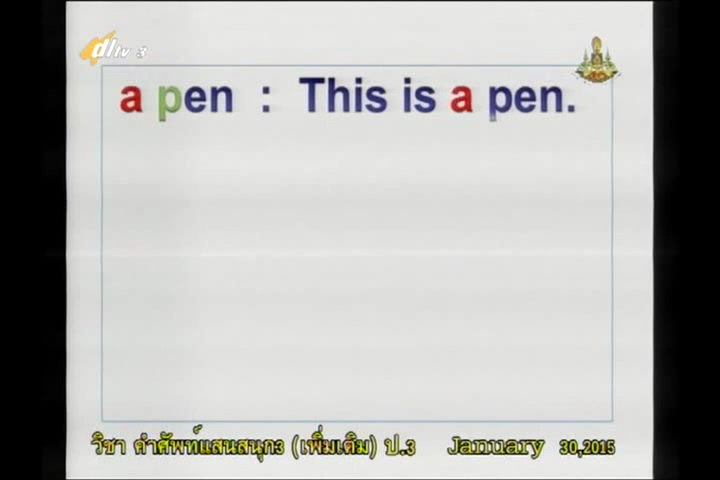 dltv 3
a pen : This is a pen.
วิชา คำศัพท์แสนสนุก3 (เพิ่มเติม) ป.3 January 30,2015